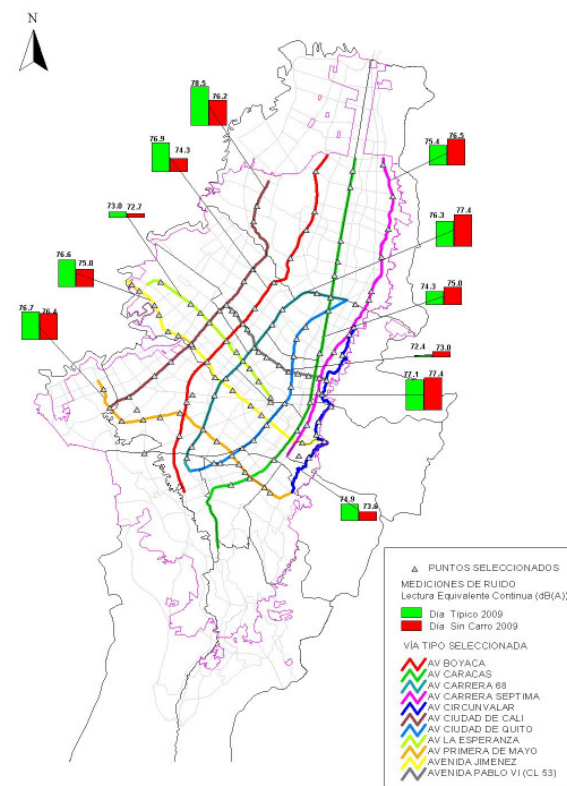 N
78.5
76.2
76.9
74.3
76.5
75.4
77.4
76.3
73.0
72.7
76.6
75.0
74.3
76.7
76.4
72.4
73.0
77.1
77.4
74.9
PUNTOS SELECCIONADOS
MEDICIONES DE RUIDO
Lectura Equivalente Continua (dB(A))
Día Típico 2009
Día Sin Carro 2009
VÍA TIPO SELECCIONADA
AV BOYACA
AV CARACAS
AV CARRERA 68
AV CARRERA SEPTIMA
AV CIRCUNVALAR
AV CIUDAD DE CALI
AV CIUDAD DE QUITO
AV LA ESPERANZA
AV PRIMERA DE MAYO
AVENIDA JIMENEZ
AVENIDA PABLO VI (CL 53)